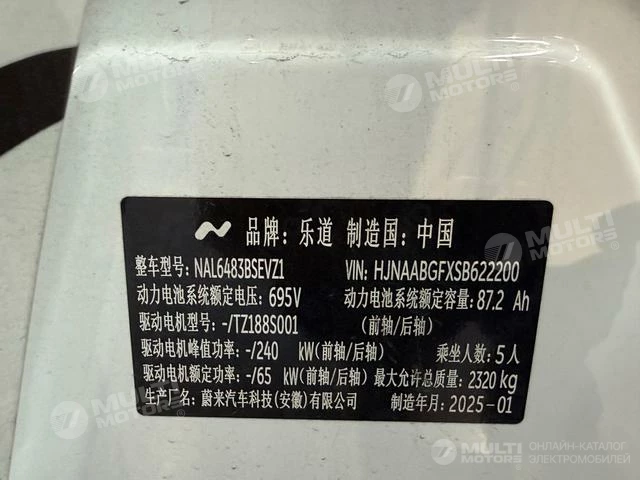 MULTI MOTORS®
MULTI MOTORS®
品牌：乐道 制造国：中国
整车型号：NAL6483BSEVZ1 VIN：HJNAABGFXSB622200
动力电池系统额定电压：695V 动力电池系统额定容量：87.2 Ah
驱动电机型号：-/TZ188S001 （前轴/后轴）
驱动电机峰值功率：-/240 kW（前轴/后轴） 乘坐人数：5人
驱动电机额定功率：-/65 kW（前轴/后轴） 最大允许总质量：2320kg
生产厂名：蔚来汽车科技（安徽）有限公司 制造年月：2025-01
MULTI MOTORS®
MULTI MOTORS®
MULTI MOTORS®
ОНЛАЙН-КАТАЛОГ
ЭЛЕКТРОМОБИЛЕЙ